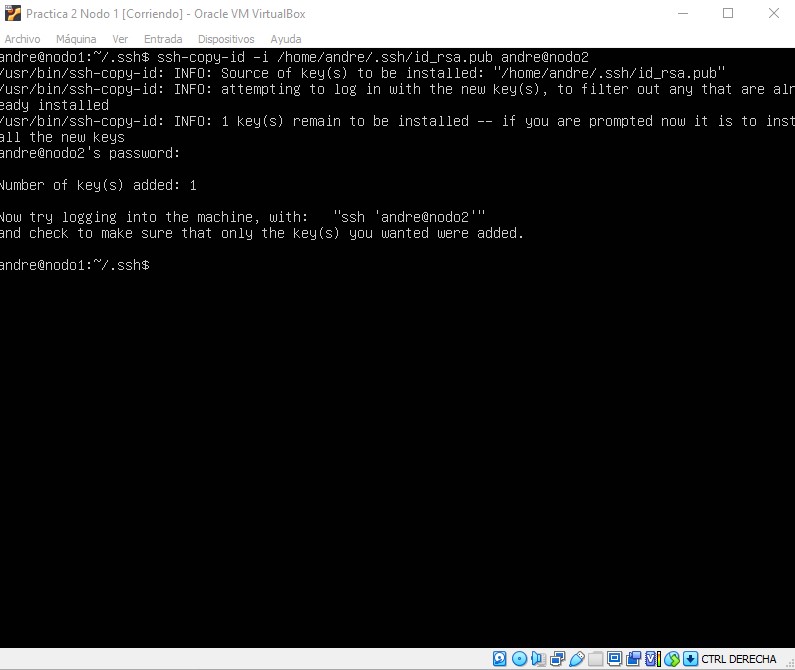 Practica 2 Nodo 1 [Corriendo] - Oracle VM VirtualBox
Archivo Máquina Ver Entrada Dispositivos Ayuda
andre@nodo1:~/.ssh$ ssh-copy-id -i /home/andre/.ssh/id_rsa.pub andre@nodo2
/usr/bin/ssh-copy-id: INFO: Source of key(s) to be installed: "/home/andre/.ssh/id_rsa.pub"
/usr/bin/ssh-copy-id: INFO: attempting to log in with the new key(s), to filter out any that are alr
eady installed
/usr/bin/ssh-copy-id: INFO: 1 key(s) remain to be installed -- if you are prompted now it is to inst
all the new keys
andre@nodo2's password:
Number of key(s) added: 1
Now try logging into the machine, with:   "ssh 'andre@nodo2'"
and check to make sure that only the key(s) you wanted were added.
andre@nodo1:~/.ssh$
CTRL DERECHA